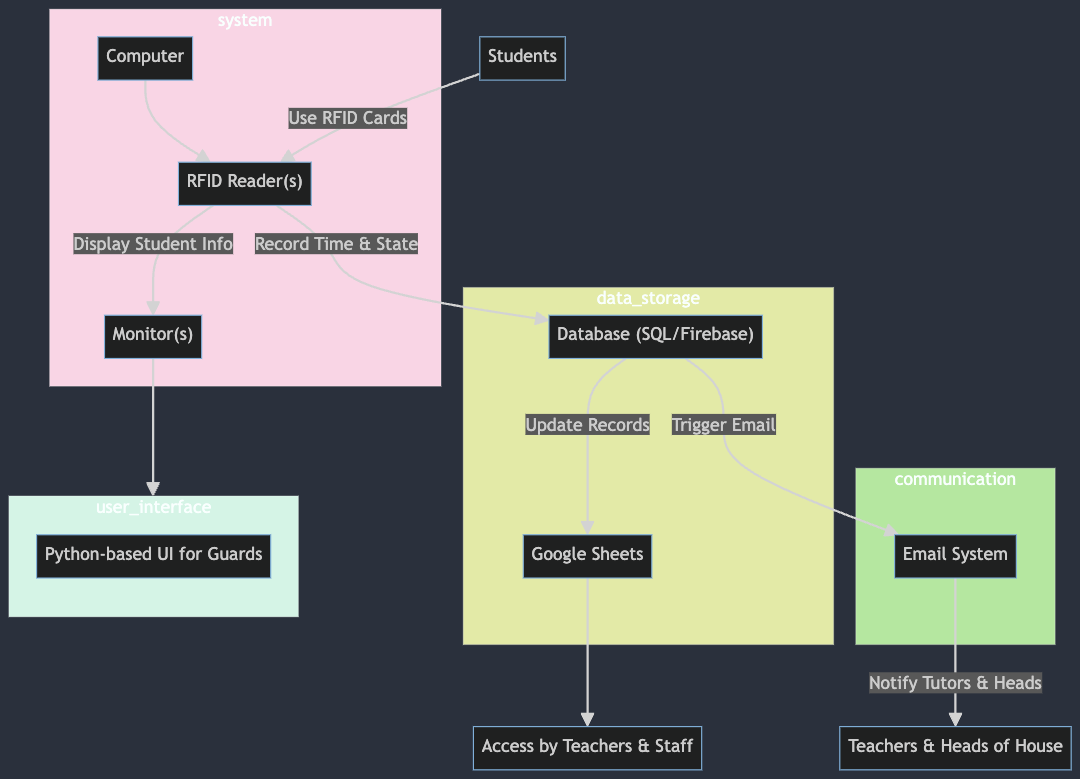 system
Computer
Students
Use RFID Cards
RFID Reader(s)
Display Student Info
Record Time & State
data_storage
Monitor(s)
Database (SQL/Firebase)
Update Records
Trigger Email
communication
user_interface
Python-based UI for Guards
Google Sheets
Email System
Notify Tutors & Heads
Access by Teachers & Staff
Teachers & Heads of House